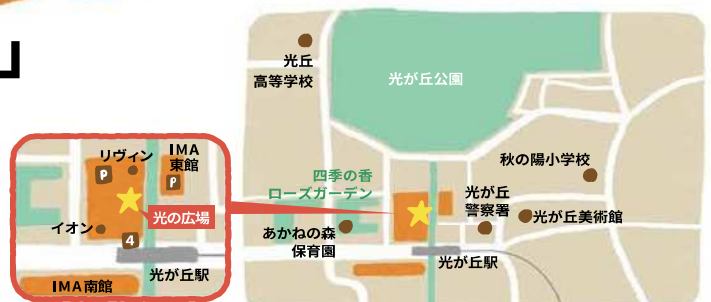 」
光丘
高等学校
光が丘公園
リヴィン
IMA
東館
P
P
光の広場
イオン
4
光が丘駅
IMA南館
四季の香
ローズガーデン
あかねの森
保育園
秋の陽小学校
光が丘
警察署
光が丘美術館
光が丘駅